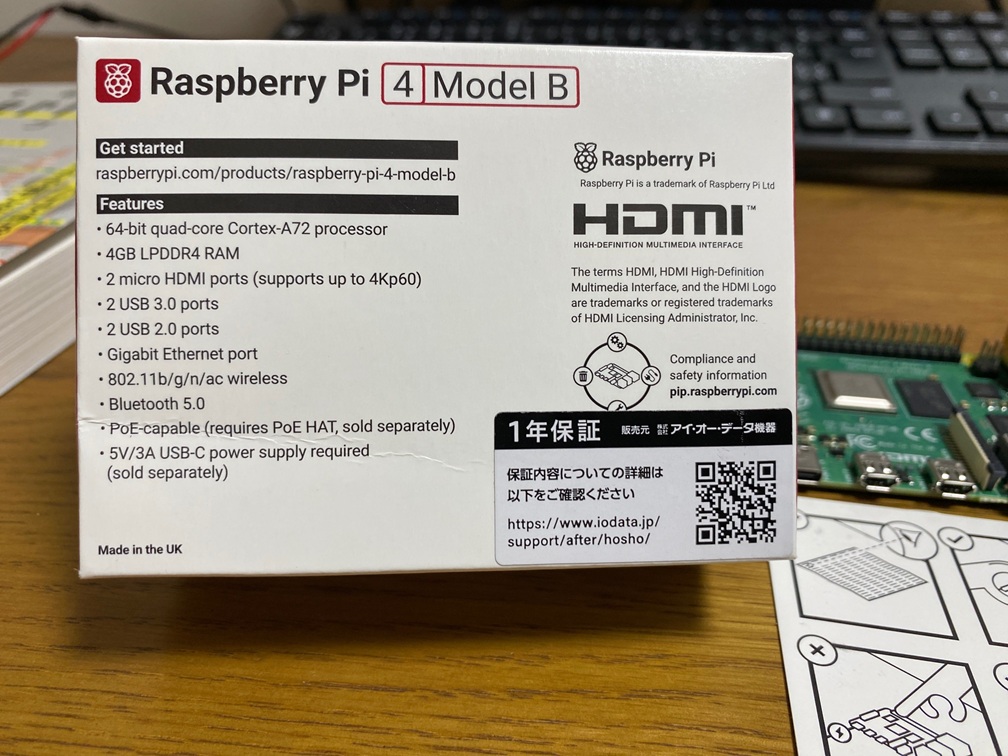 Raspberry Pi 4 Model B
Get started
raspberrypi.com/products/raspberry-pi-4-model-b
Features
• 64-bit quad-core Cortex-A72 processor
• 4GB LPDDR4 RAM
• 2 micro HDMI ports (supports up to 4Kp60)
• 2 USB 3.0 ports
• 2 USB 2.0 ports
• Gigabit Ethernet port
• 802.11b/g/n/ac wireless
• Bluetooth 5.0
• PoE-capable (requires PoE HAT, sold separately)
• 5V/3A USB-C power supply required
(sold separately)
Made in the UK
Raspberry Pi
Raspberry Pi is a trademark of Raspberry Pi Ltd
HDMI™
HIGH-DEFINITION MULTIMEDIA INTERFACE
The terms HDMI, HDMI High-Definition
Multimedia Interface, and the HDMI Logo
are trademarks or registered trademarks
of HDMI Licensing Administrator, Inc.
Compliance and
safety information
pip.raspberrypi.com
1年保証 販売元 株式会社 アイ・オー・データ機器
保証内容についての詳細は
以下をご確認ください
https://www.iodata.jp/
support/after/hosho/
FC CE